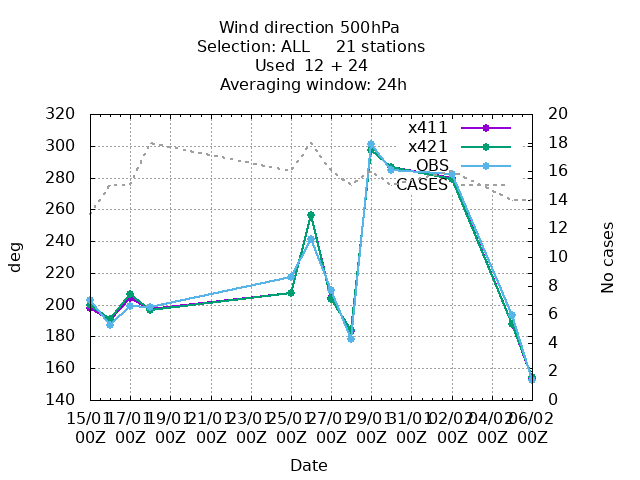 Wind direction 500hPa
Selection: ALL     21 stations
Used  12 + 24
Averaging window: 24h
320
300
280
260
240
220
200
180
160
140
deg
20
18
16
14
12
10
8
6
4
2
0
No cases
x411
x421
OBS
CASES
15/01 17/01 19/01 21/01 23/01 25/01 27/01 29/01 31/01 02/02 04/02 06/02
00Z 00Z 00Z 00Z 00Z 00Z 00Z 00Z 00Z 00Z 00Z 00Z
Date